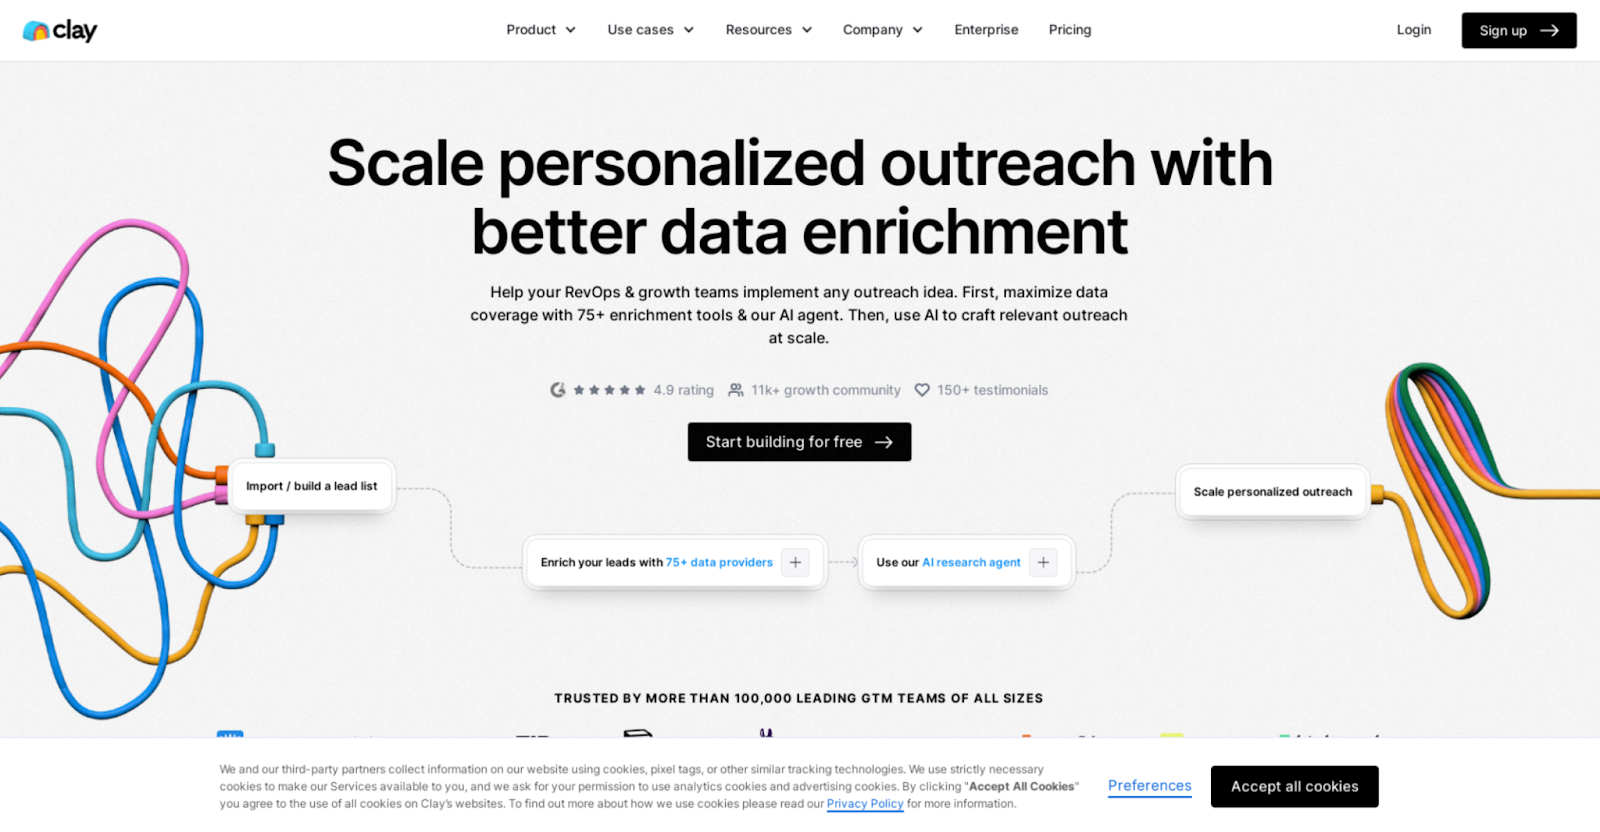 clay
Product
Use cases
Resources
Company
Enterprise
Pricing
Login
Sign up
Scale personalized outreach with
better data enrichment
Help your RevOps & growth teams implement any outreach idea. First, maximize data
coverage with 75+ enrichment tools & our AI agent. Then, use AI to craft relevant outreach
at scale.
4.9 rating
11k+ growth community
150+ testimonials
Start building for free
Import / build a lead list
Enrich your leads with 75+ data providers
Use our AI research agent
Scale personalized outreach
TRUSTED BY MORE THAN 100,000 LEADING GTM TEAMS OF ALL SIZES
We and our third-party partners collect information on our website using cookies, pixel tags, or other similar tracking technologies. We use strictly necessary
cookies to make our Services available to you, and we ask for your permission to use analytics cookies and advertising cookies. By clicking "Accept All Cookies"
you agree to the use of all cookies on Clay's websites. To find out more about how we use cookies please read our Privacy Policy for more information.
Preferences
Accept all cookies